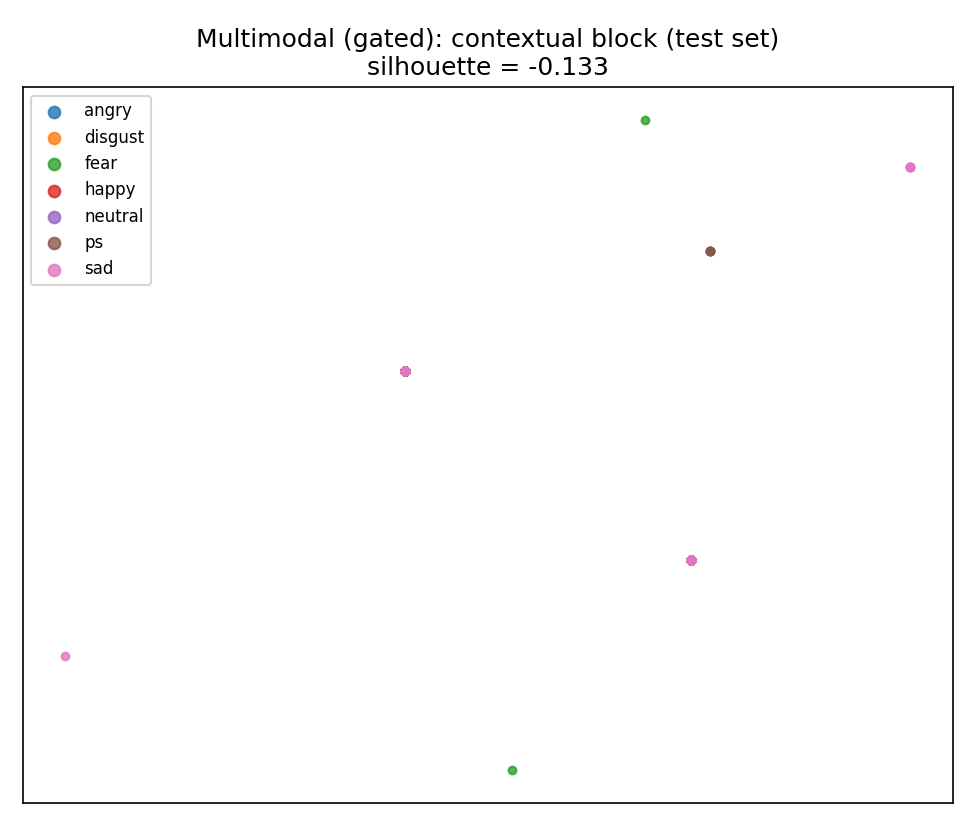 Multimodal (gated): contextual block (test set)
silhouette = -0.133
angry
disgust
fear
happy
neutral
ps
sad